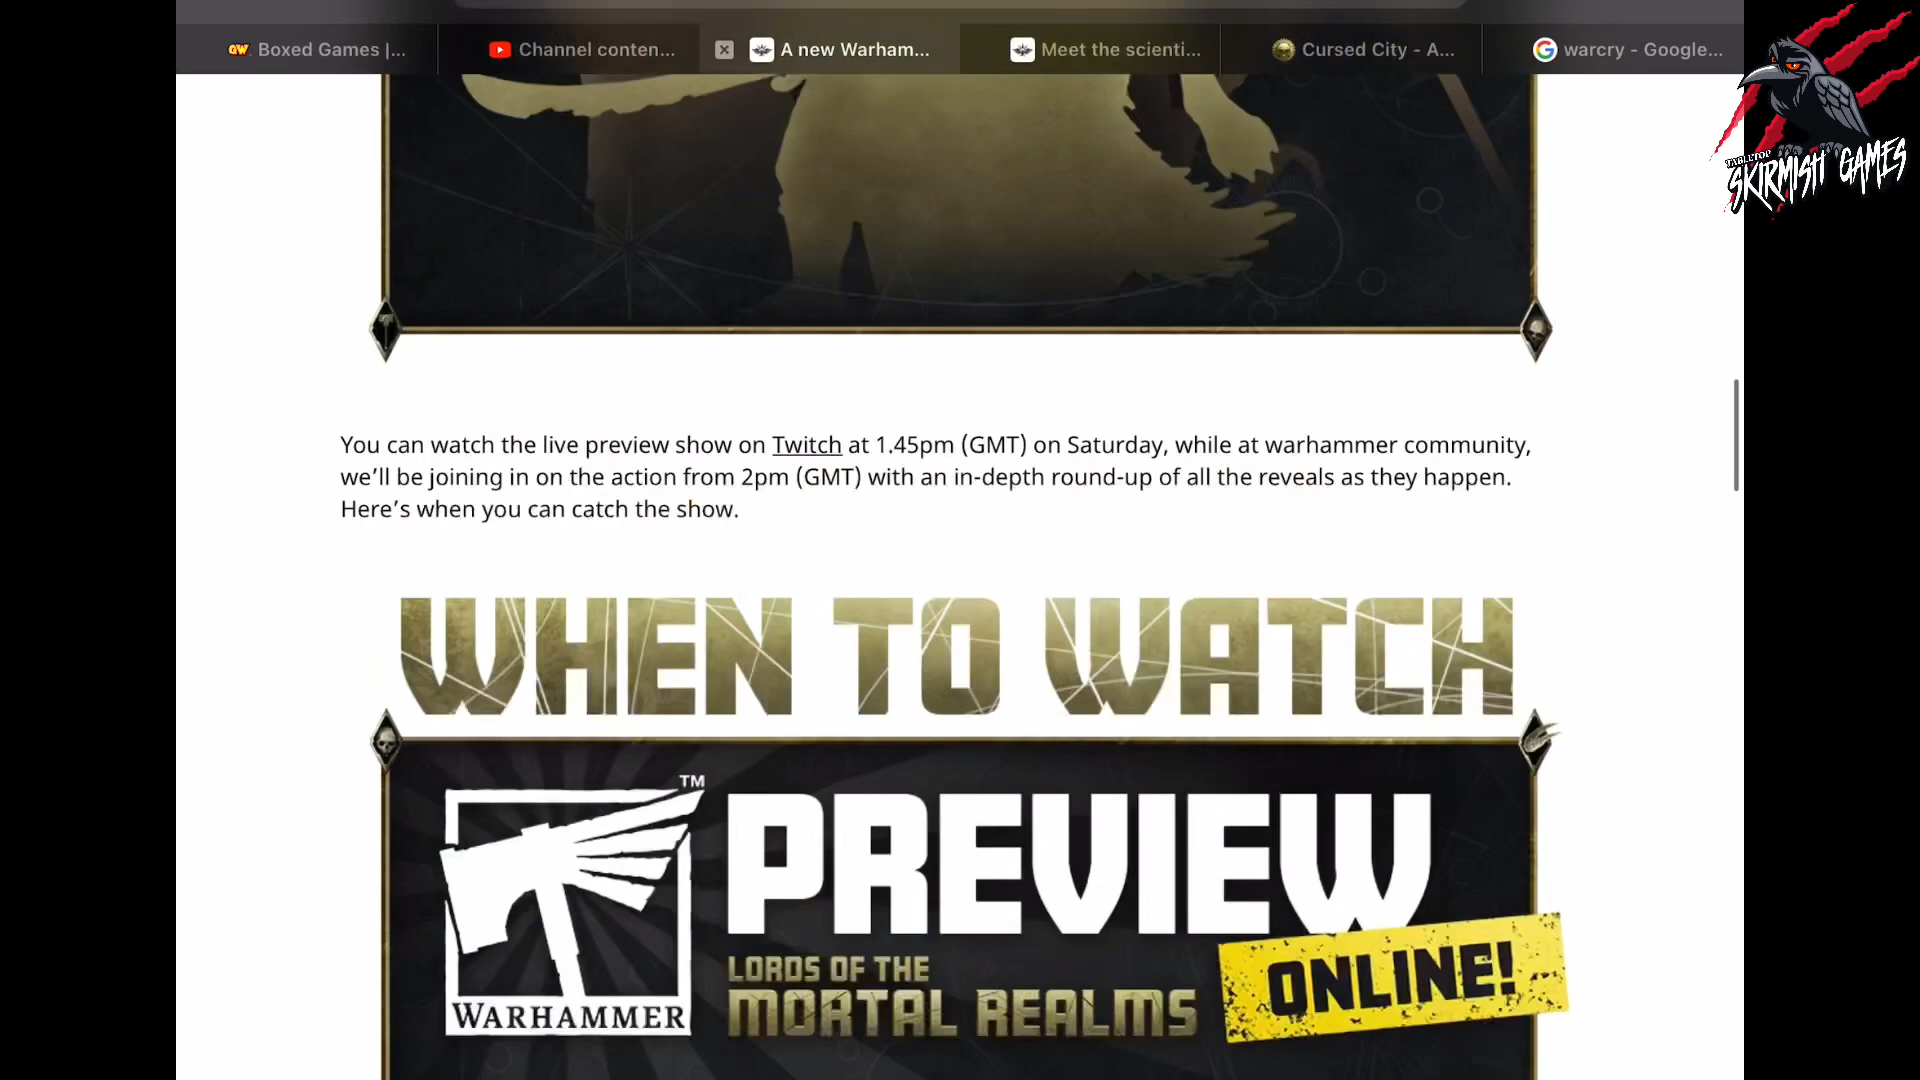 Boxed Games |...
Channel conten...
A new Warham...
Meet the scienti...
Cursed City - A...
warcry - Google...
TABLETOP
SKIRMISH GAMES
You can watch the live preview show on Twitch at 1.45pm (GMT) on Saturday, while at warhammer community,
we’ll be joining in on the action from 2pm (GMT) with an in-depth round-up of all the reveals as they happen.
Here’s when you can catch the show.
WHEN TO WATCH
TM
WARHAMMER
PREVIEW
LORDS OF THE
MORTAL REALMS
ONLINE!